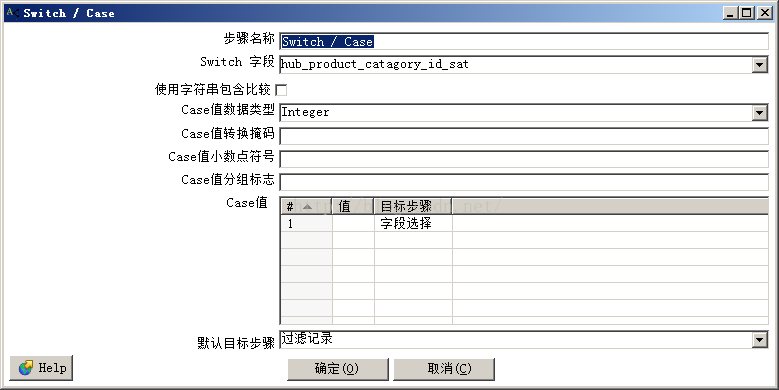 Switch / Case
步骤名称 Switch / Case
Switch 字段 hub_product_catagory_id_sat
使用字符串包含比较
Case值数据类型 Integer
Case值转换掩码
Case值小数点符号
Case值分组标志
Case值 # 值 目标步骤
1 字段选择
默认目标步骤 过滤记录
Help 确定(O) 取消(C)